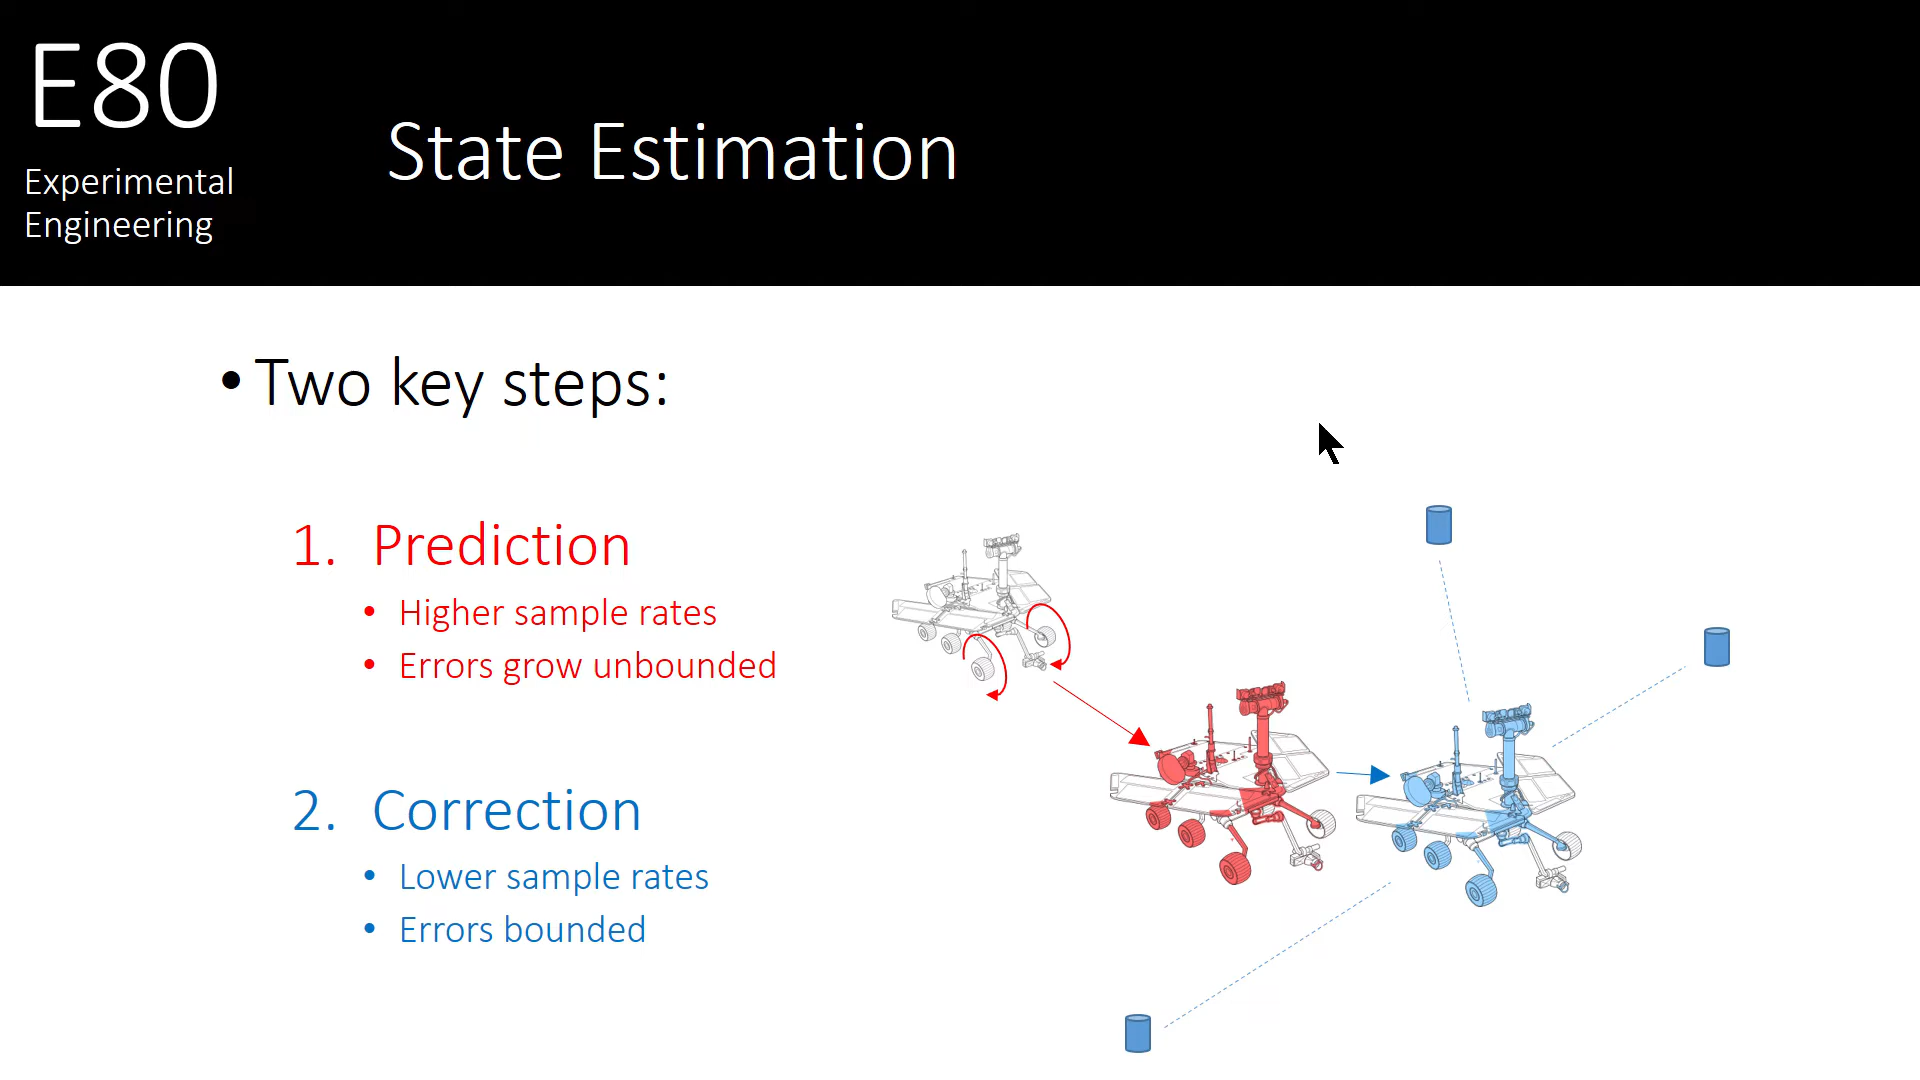 E80
Experimental
Engineering
State Estimation
• Two key steps:
1. Prediction
• Higher sample rates
• Errors grow unbounded
2. Correction
• Lower sample rates
• Errors bounded